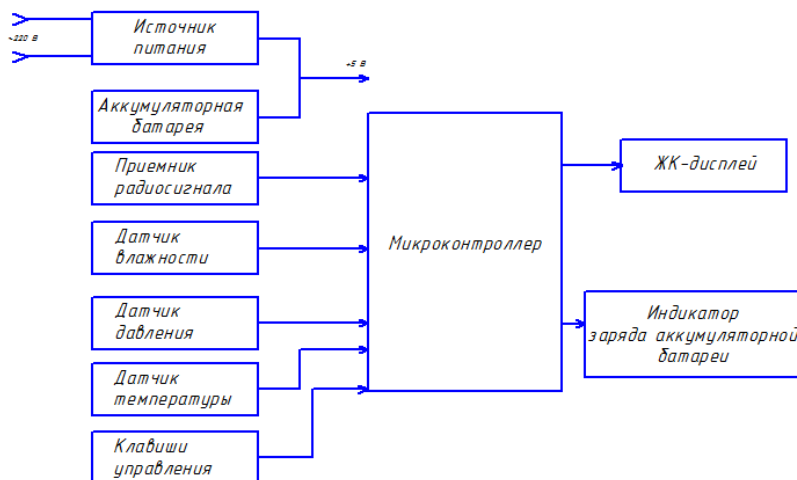 ~220 В
Источник
питания
+5 В
Аккумуляторная
батарея
Приемник
радиосигнала
Датчик
влажности
Датчик
давления
Датчик
температуры
Клавиши
управления
Микроконтроллер
ЖК-дисплей
Индикатор
заряда аккумуляторной
батареи